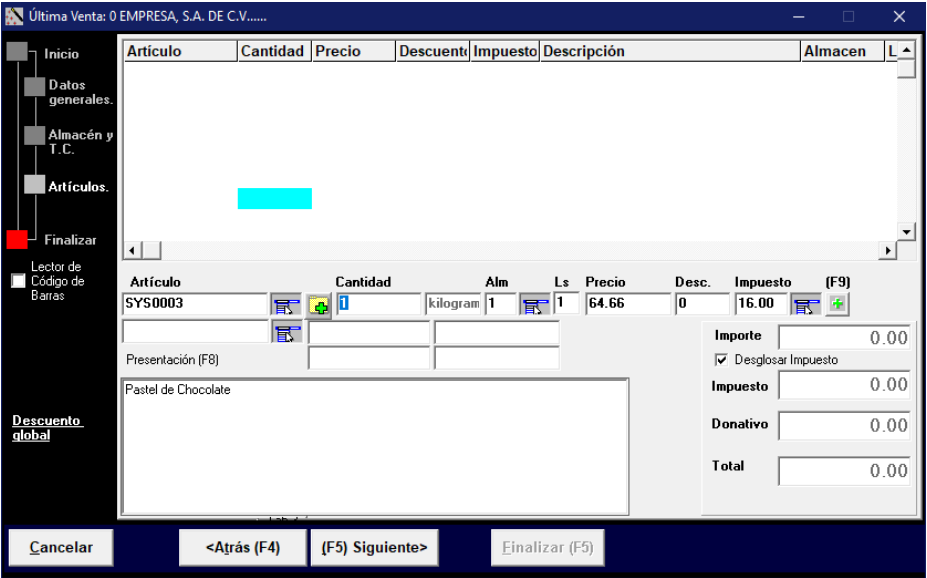 Última Venta: 0 EMPRESA, S.A. DE C.V......
Inicio
Datos
generales.
Almacén y
T.C.
Artículos.
Finalizar
Lector de
Código de
Barras
Descuento
global
Artículo Cantidad Precio Descuent Impuesto Descripción Almacen L
Artículo Cantidad Alm Ls Precio Desc. Impuesto (F9)
SYS0003 1 kilogram 1 1 64.66 0 16.00
Presentación (F8)
Pastel de Chocolate
Importe 0.00
Desglosar Impuesto
Impuesto 0.00
Donativo 0.00
Total 0.00
Cancelar <Atrás (F4) (F5) Siguiente> Finalizar (F5)